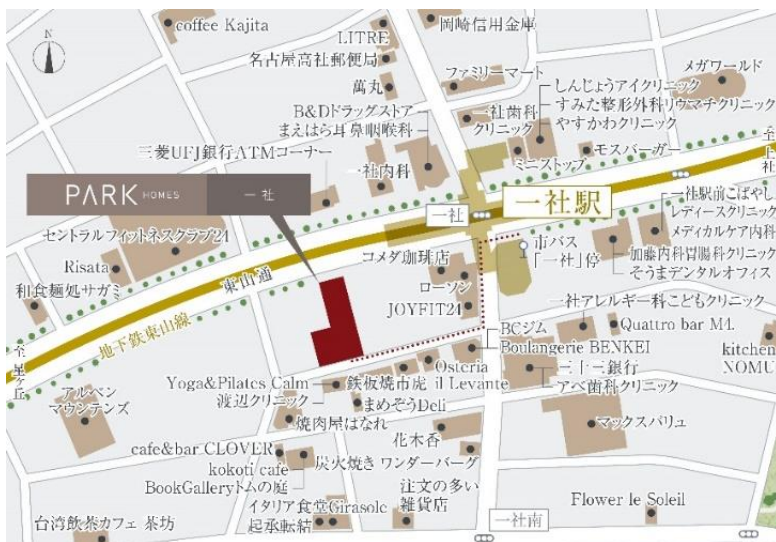 N
coffee Kajita
LITRE
名古屋高社郵便局
萬丸
岡崎信用金庫
ファミリーマート
メガワールド
B&Dドラッグストア
まえはら耳鼻咽喉科
一社歯科
クリニック
しんじょうアイクリニック
すみた整形外科リウマチクリニック
やすかわクリニック
三菱UFJ銀行ATMコーナー
一社内科
ミニストップ
モスバーガー
至 上社
PARK HOMES 一社
一社
一社駅
一社駅前こばやし
レディースクリニック
メディカルケア内科
セントラルフィットネスクラブ24
コメダ珈琲店
市バス
「一社」停
加藤内科胃腸科クリニック
そうまデンタルオフィス
Risata
和食麺処サガミ
東山通
地下鉄東山線
至 星ヶ丘
ローソン
JOYFIT24
一社アレルギー科こどもクリニック
BCジム
Boulangerie BENKEI
Quattro bar M4.
kitchen
NOMU
三十三銀行
アベ歯科クリニック
Osteria
il Levante
Yoga&Pilates Calm
渡辺クリニック
鉄板焼市虎
まめぞうDeli
アルペン
マウンテンズ
焼肉屋はなれ
マックスバリュ
花木香
cafe&bar CLOVER
kokoti cafe
BookGalleryトムの庭
炭火焼き ワンダーバーグ
イタリア食堂Girasole
起承転結
注文の多い
雑貨店
Flower le Soleil
台湾飲茶カフェ 茶坊
一社南